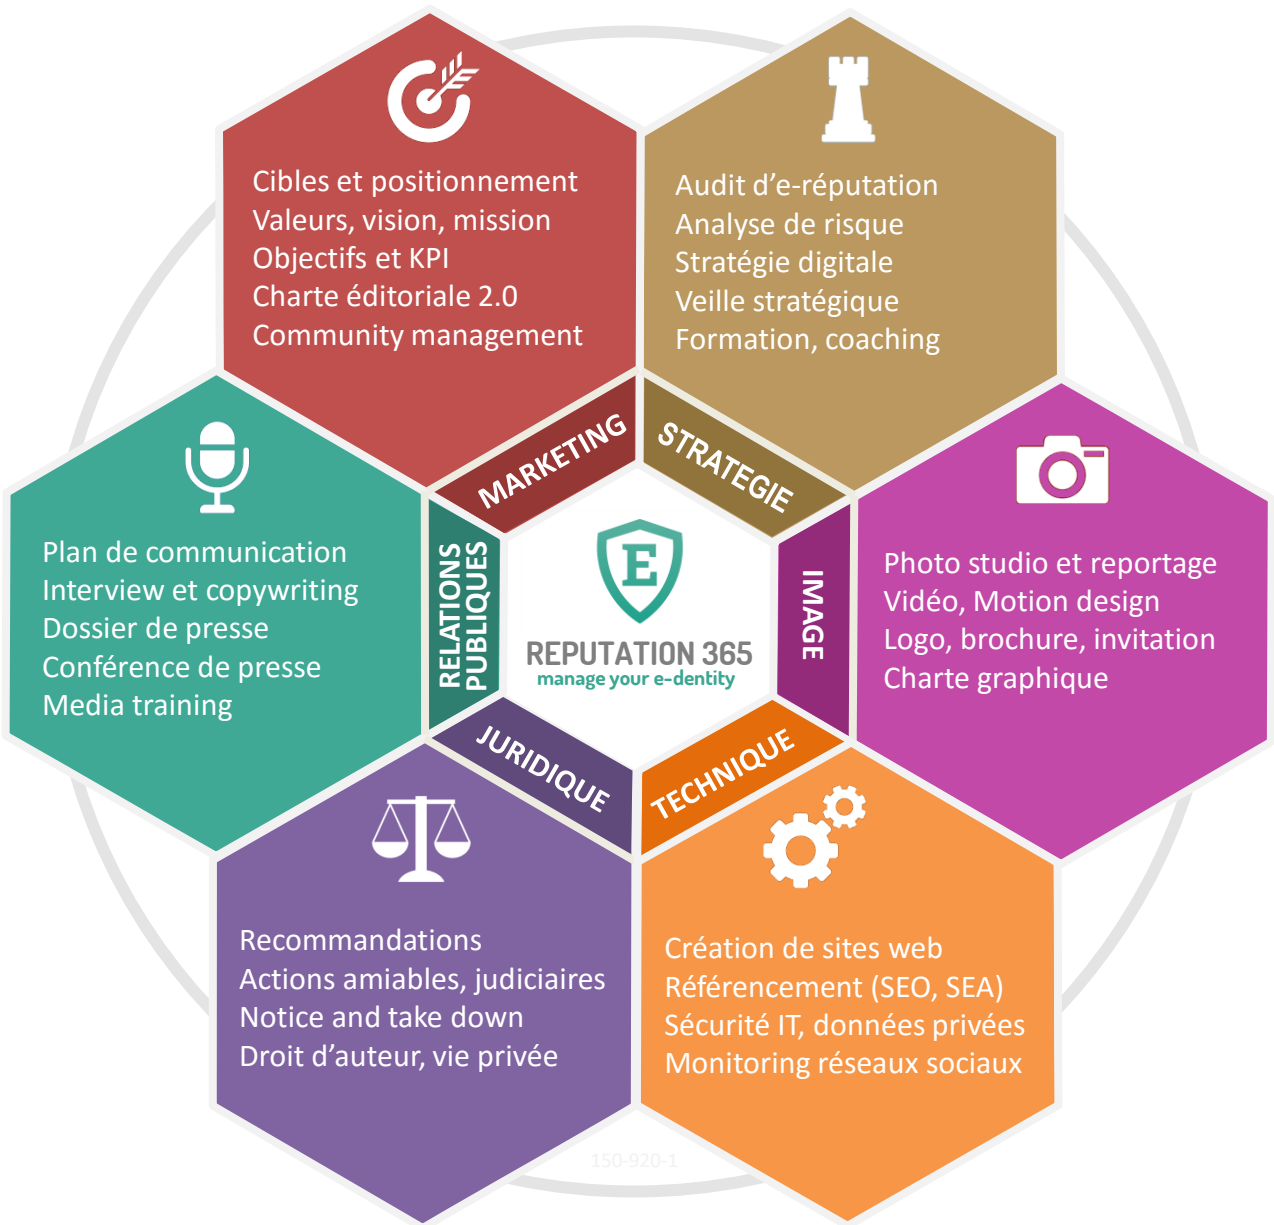 Cibles et positionnement
Valeurs, vision, mission
Objectifs et KPI
Charte éditoriale 2.0
Community management
MARKETING
Audit d’e-réputation
Analyse de risque
Stratégie digitale
Veille stratégique
Formation, coaching
STRATEGIE
Plan de communication
Interview et copywriting
Dossier de presse
Conférence de presse
Media training
RELATIONS
PUBLIQUES
E
REPUTATION 365
manage your e-dentity
IMAGE
Photo studio et reportage
Vidéo, Motion design
Logo, brochure, invitation
Charte graphique
JURIDIQUE
Recommandations
Actions amiables, judiciaires
Notice and take down
Droit d’auteur, vie privée
TECHNIQUE
Création de sites web
Référencement (SEO, SEA)
Sécurité IT, données privées
Monitoring réseaux sociaux
150-920-1